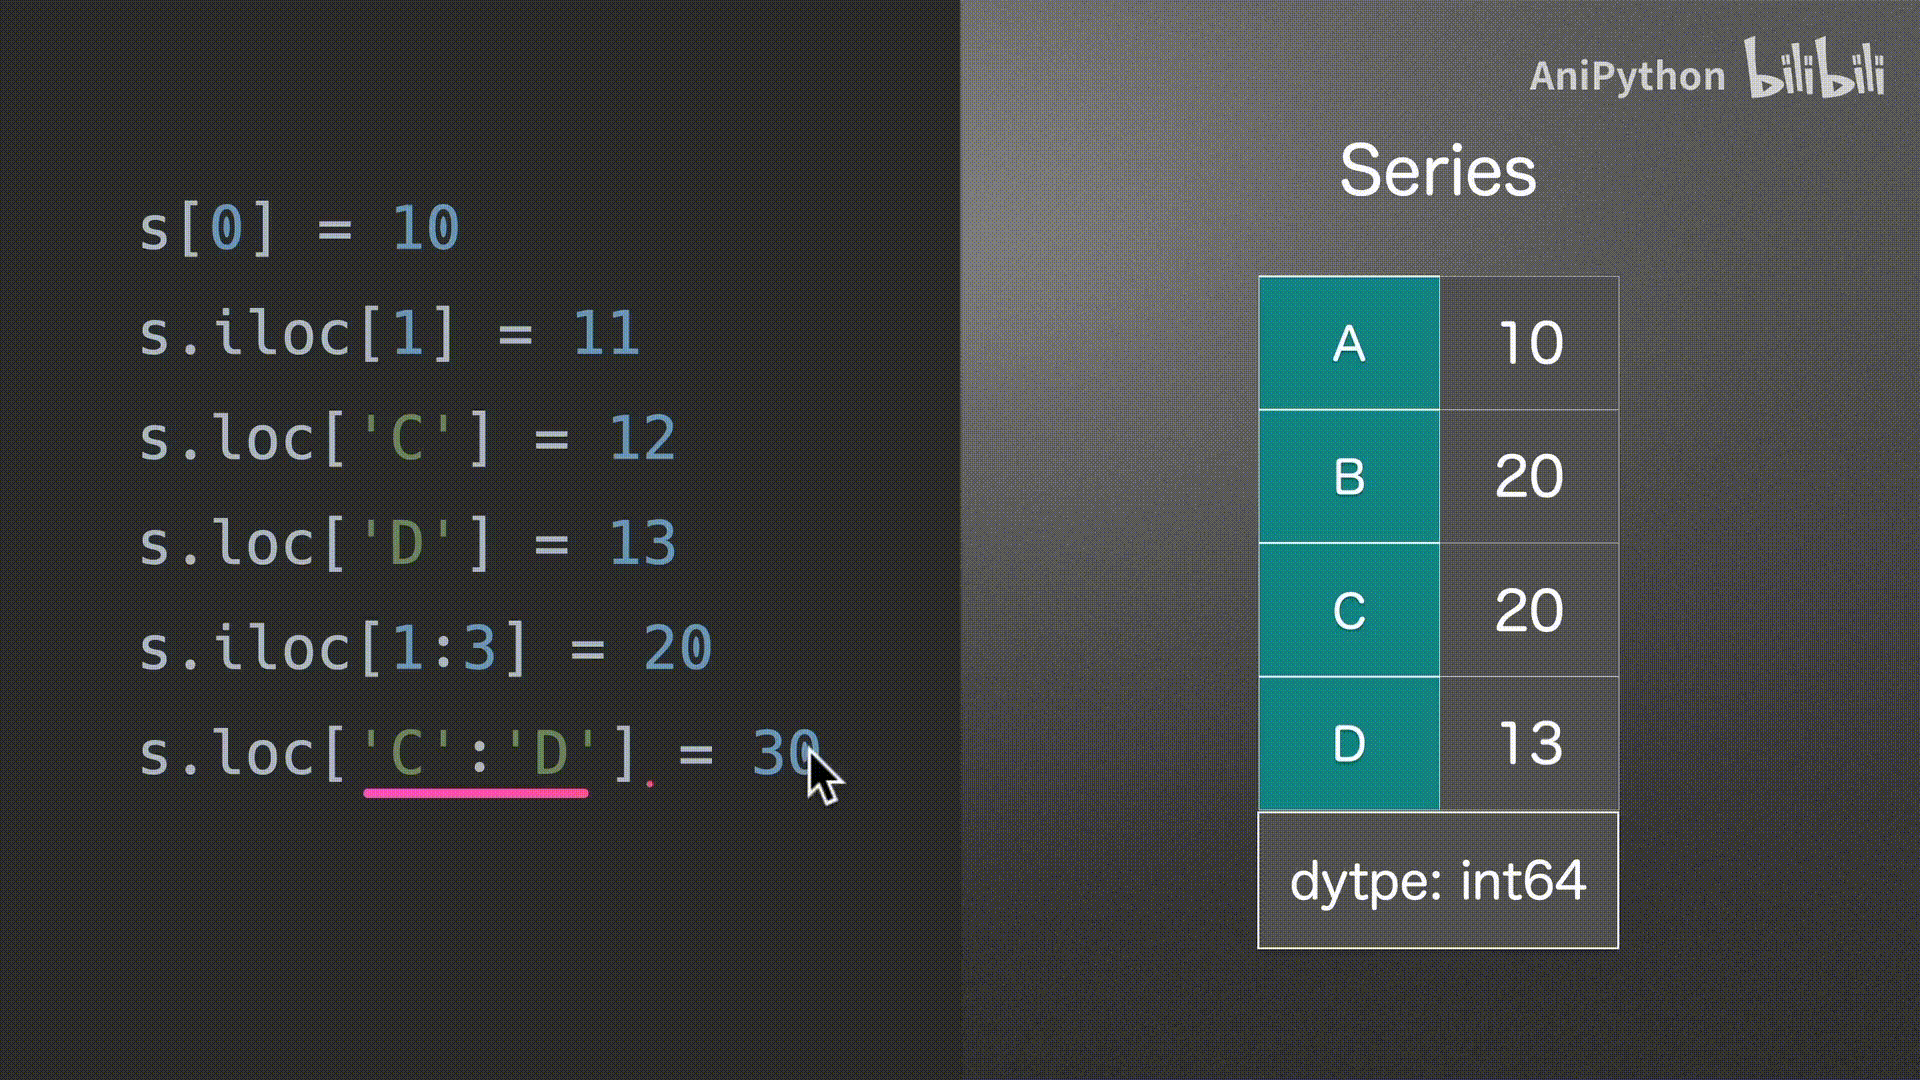 s[0] = 10
s.iloc[1] = 11
s.loc['C'] = 12
s.loc['D'] = 13
s.iloc[1:3] = 20
s.loc['C':'D'] = 30
AniPython bilibili
Series
A 10
B 20
C 20
D 13
dytpe: int64